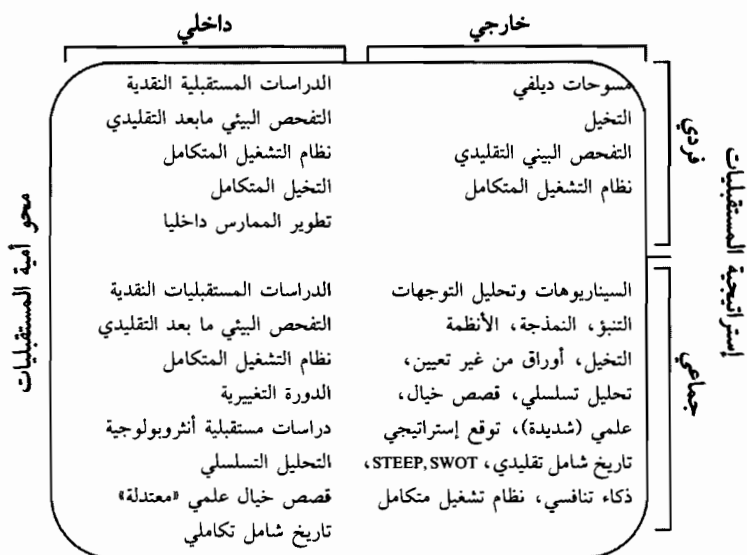 خارجي
داخلي
إستراتيجية المستقبليات
فردي
مسوحات ديلفي
التخيل
التفحص البيني التقليدي
نظام التشغيل المتكامل
الدراسات المستقبلية النقدية
التفحص البيئي مابعد التقليدي
نظام التشغيل المتكامل
التخيل المتكامل
تطوير الممارس داخليا
جماعي
السيناريوهات وتحليل التوجهات
التنبؤ، النمذجة، الأنظمة
التخيل، أوراق من غير تعيين،
تحليل تسلسلي، قصص خيال،
علمي (شديدة)، توقع إستراتيجي
تاريخ شامل تقليدي، STEEP, SWOT،
ذكاء تنافسي، نظام تشغيل متكامل
الدراسات المستقبليات النقدية
التفحص البيئي ما بعد التقليدي
نظام التشغيل المتكامل
الدورة التغييرية
دراسات مستقبلية أنثروبولوجية
التحليل التسلسلي
قصص خيال علمي «معتدلة»
تاريخ شامل تكاملي
محو أمية المستقبليات